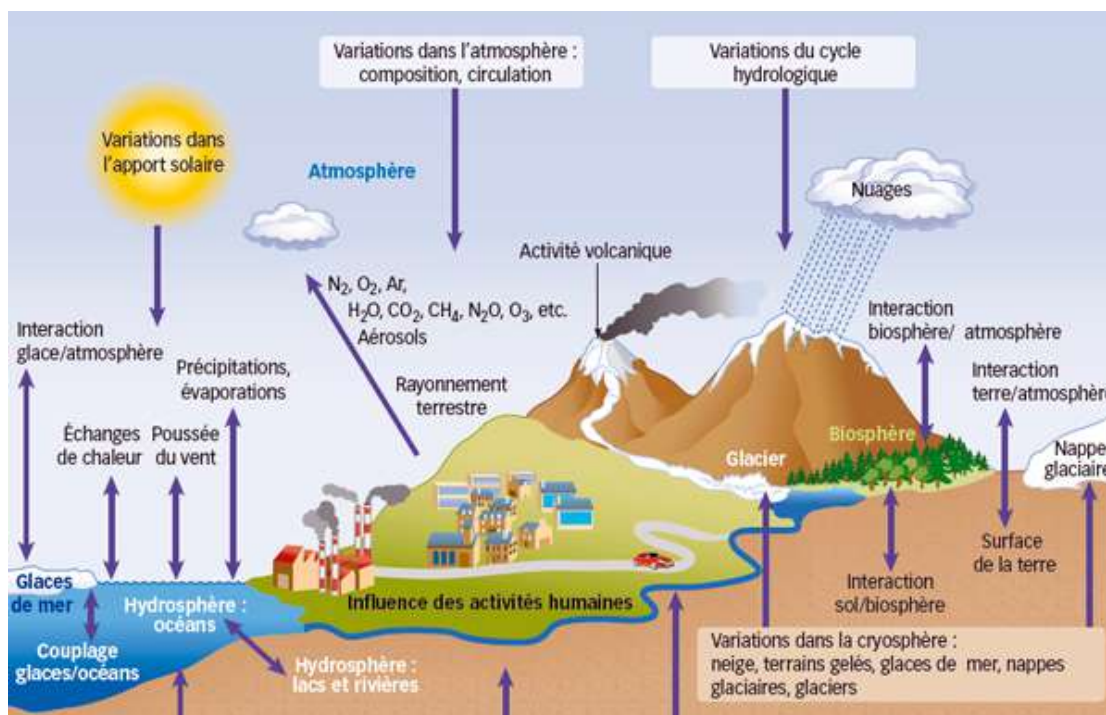 Variations dans l'atmosphère :
composition, circulation
Variations du cycle
hydrologique
Variations dans
l'apport solaire
Atmosphère
Nuages
Activité volcanique
N₂, O₂, Ar,
H₂O, CO₂, CH₄, N₂O, O₃, etc.
Aérosols
Interaction
glace/atmosphère
Précipitations,
évaporations
Rayonnement
terrestre
Interaction
biosphère/ atmosphère
Interaction
terre/atmosphère
Échanges
de chaleur
Poussée
du vent
Biosphère
Glacier
Nappe
glaciaire
Surface
de la terre
Glaces
de mer
Hydrosphère :
océans
Influence des activités humaines
Interaction
sol/biosphère
Couplage
glaces/océans
Hydrosphère :
lacs et rivières
Variations dans la cryosphère :
neige, terrains gelés, glaces de mer, nappes
glaciaires, glaciers